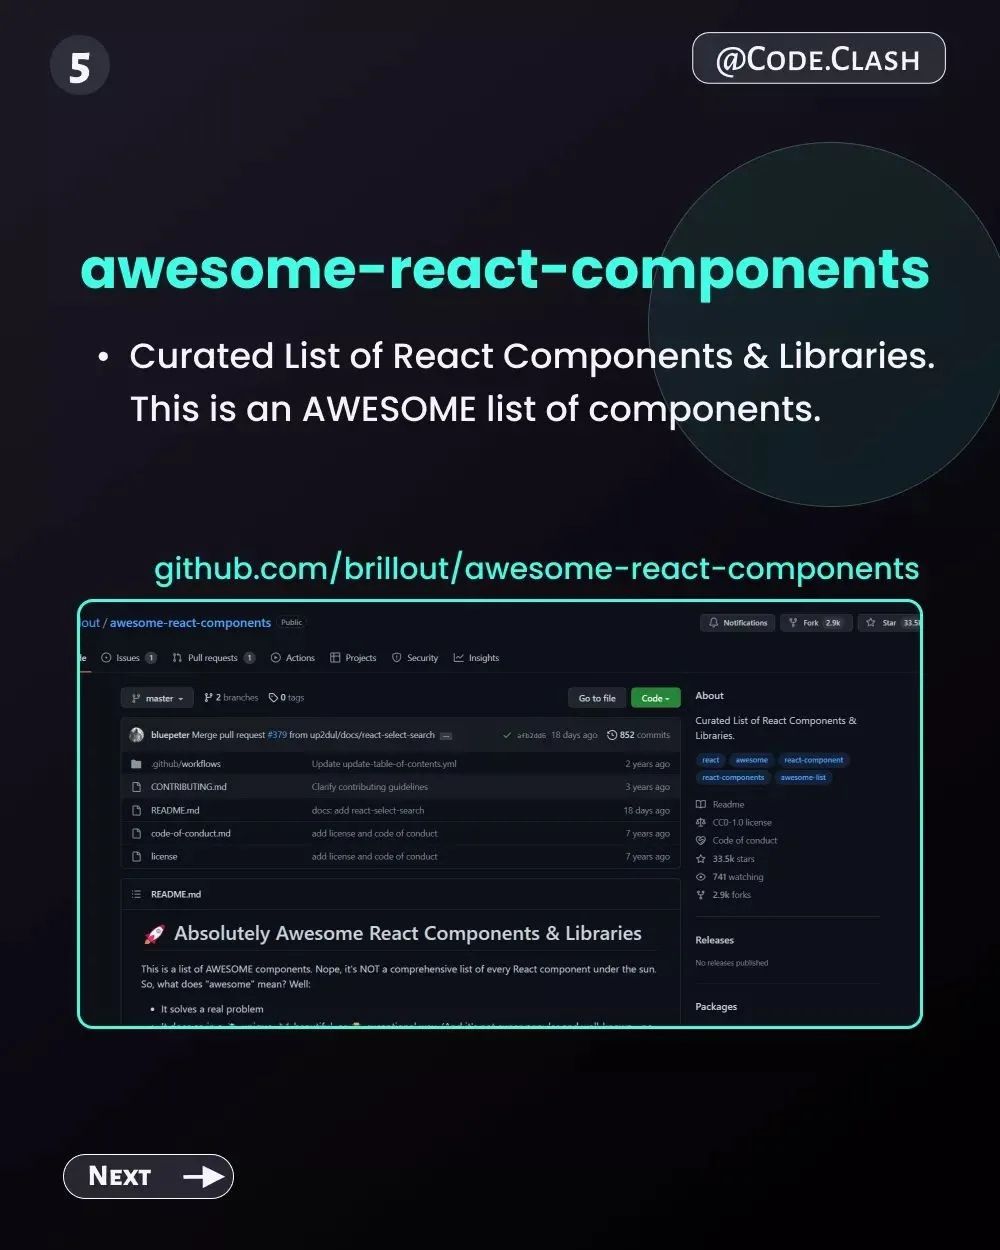 5
@Code.Clash
awesome-react-components
• Curated List of React Components & Libraries.
This is an AWESOME list of components.
github.com/brillout/awesome-react-components
out / awesome-react-components Public
Notifications Fork 2.9k Star 33.5
Issues 1 Pull requests 1 Actions Projects Security Insights
master 2 branches 0 tags Go to file Code
bluepeter Merge pull request #379 from up2dul/docs/react-select-search ... afb2dd6 18 days ago 852 commits
.github/workflows Update update-table-of-contents.yml 2 years ago
CONTRIBUTING.md Clarify contributing guidelines 3 years ago
README.md docs: add react-select-search 18 days ago
code-of-conduct.md add license and code of conduct 7 years ago
license add license and code of conduct 7 years ago
README.md
🚀 Absolutely Awesome React Components & Libraries
This is a list of AWESOME components. Nope, it's NOT a comprehensive list of every React component under the sun.
So, what does "awesome" mean? Well:
• It solves a real problem
About
Curated List of React Components &
Libraries.
react awesome react-component
react-components awesome-list
Readme
CC0-1.0 license
Code of conduct
33.5k stars
741 watching
2.9k forks
Releases
No releases published
Packages
Next